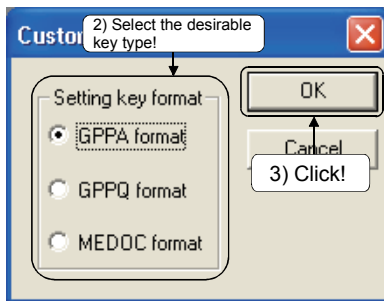 Custo
2) Select the desirable
key type!
Setting key format
GPPA format
GPPQ format
MEDOC format
OK
Cancel
3) Click!